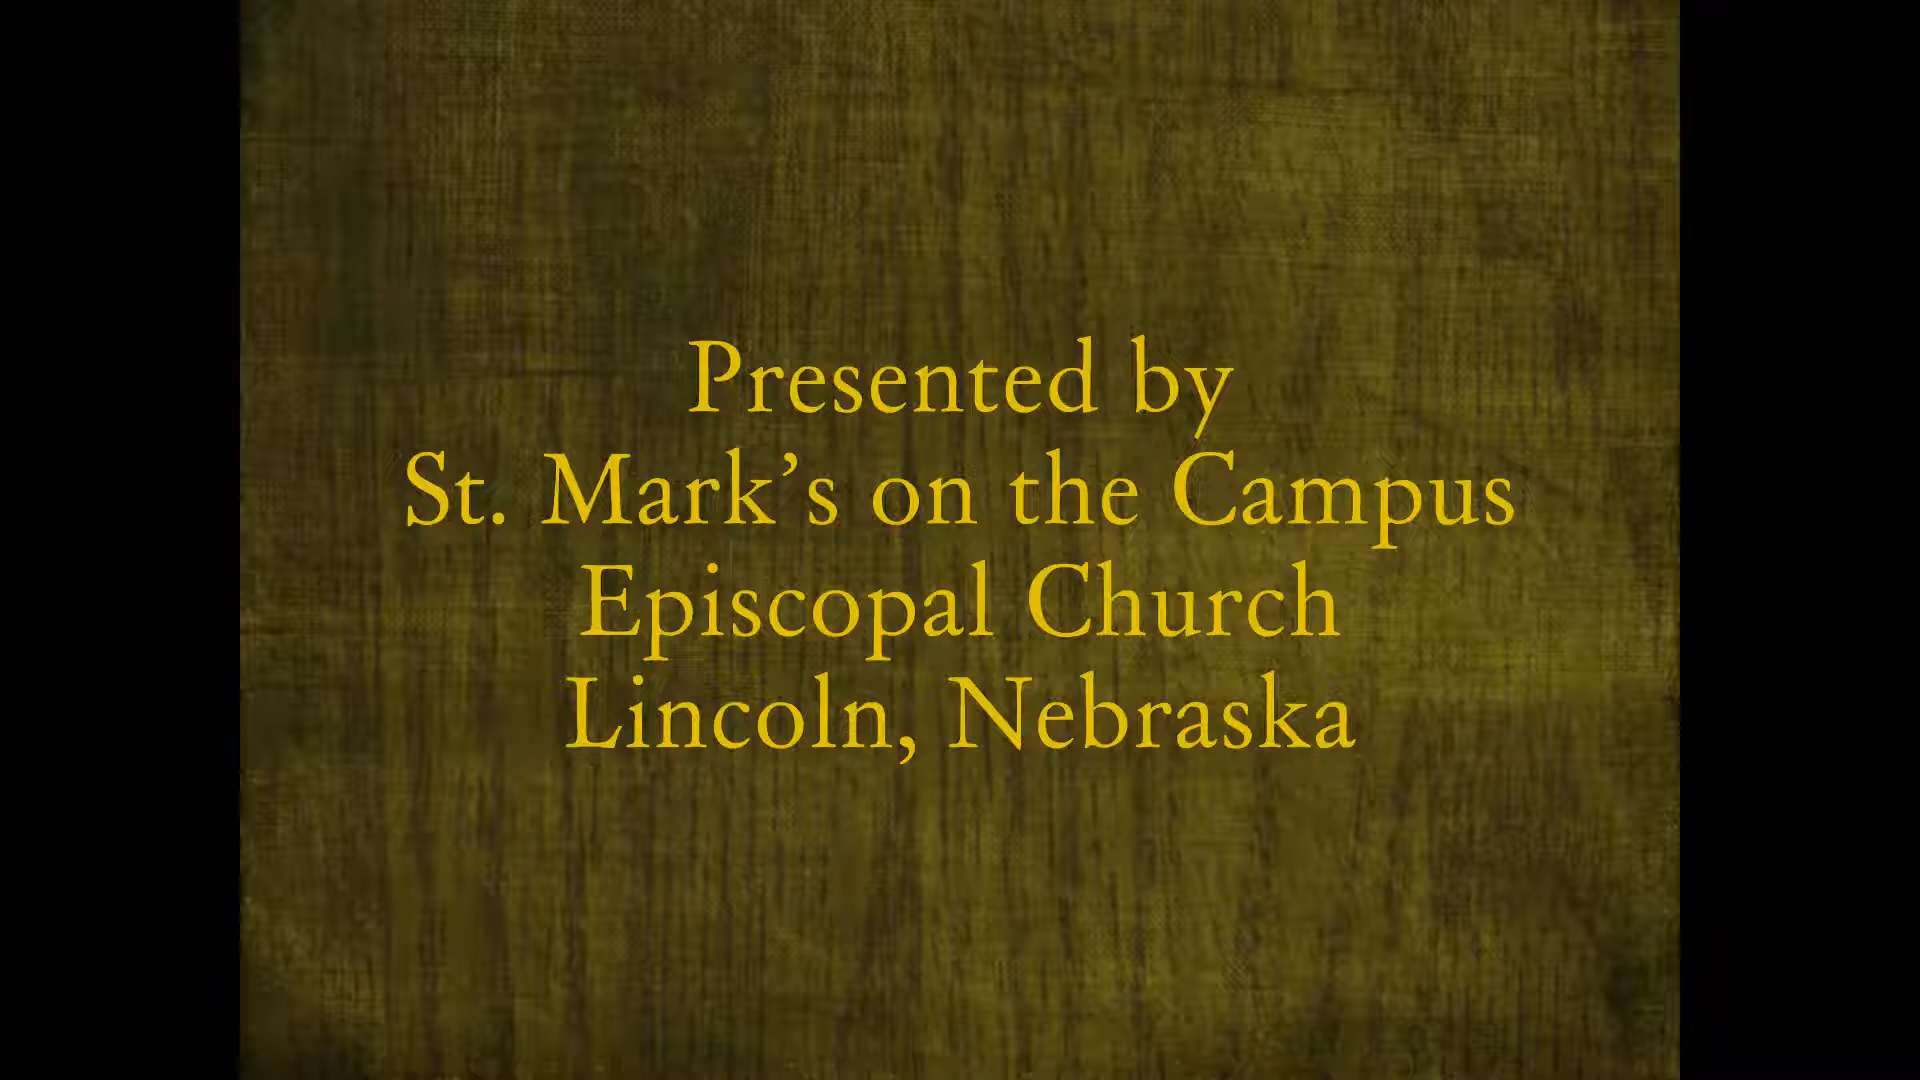 Presented by
St. Mark’s on the Campus
Episcopal Church
Lincoln, Nebraska